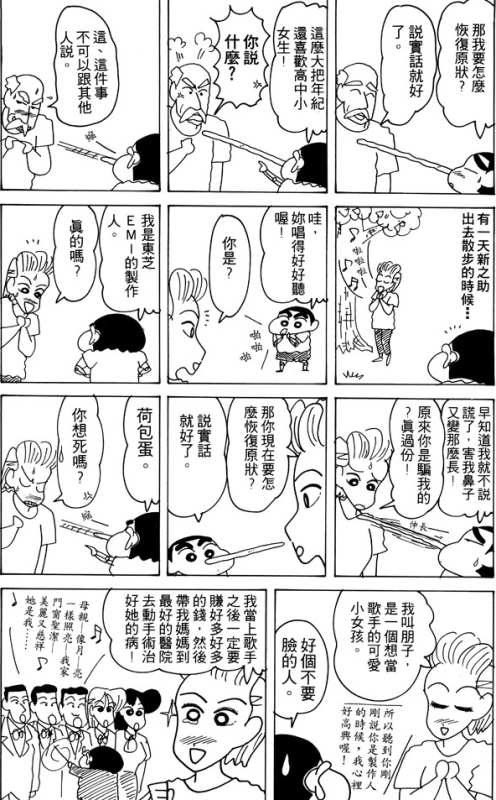 那我要怎麼
恢復原狀?
說實話就好
了。
這麼大把年紀
還喜歡高中小
女生!
你說
什麼?
這、這件事
不可以跟其他
人說。
有一天新之助
出去散步的時候…
啦
啦
啦
哇,
妳唱得好好聽
喔!
你是?
啪
啪
啪
我是東芝
EMI的製作
人。
真的嗎?
早知道我就不說
謊了,害我鼻子
又變那麼長!
原來你是騙我的
?真過份!
伸長
那你現在要怎
麼恢復原狀?
說實話
就好了。
荷包蛋。
你想死嗎?
我叫朋子,
是一個想當
歌手的可愛
小女孩。
所以聽到你剛
剛說你是製作人
的時候,我心裡
好高興喔!
好個不要
臉的人。
我當上歌手
之後一定要
賺好多好多
的錢,然後
帶我媽媽到
最好的醫院
去動手術治
好她的病!
母親—像月—亮
一樣照亮—我家
門窗聖潔—
美麗又慈祥
她是我……